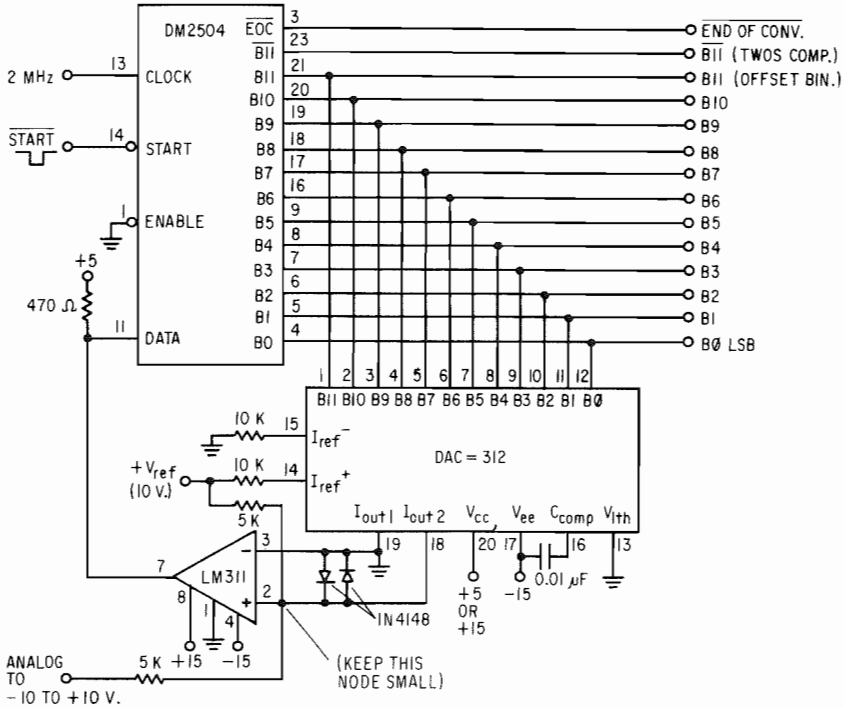 DM2504
EOC
3
END OF CONV.
B11
23
B11 (TWOS COMP.)
2 MHz
13
CLOCK
B11
21
B11 (OFFSET BIN.)
B10
20
B10
START
14
START
B9
19
B9
B8
18
B8
B7
17
B7
B6
16
B6
1
ENABLE
B5
9
B5
B4
8
B4
+5
B3
7
B3
470 Ω
B2
6
B2
B1
5
B1
11
DATA
B0
4
BØ LSB
1 2 3 4 5 6 7 8 9 10 11 12
B11 B10 B9 B8 B7 B6 B5 B4 B3 B2 B1 BØ
10 K
15
Iref-
DAC = 312
+Vref
(10 V.)
10 K
14
Iref+
5 K
Iout1 Iout2 Vcc Vee Ccomp Vlth
19 18 20 17 16 13
7
LM311
-
3
+
2
8
1
4
+15
-15
1N4148
+5
OR
+15
-15
0.01 µF
(KEEP THIS
NODE SMALL)
ANALOG
TO
-10 TO +10 V.
5 K